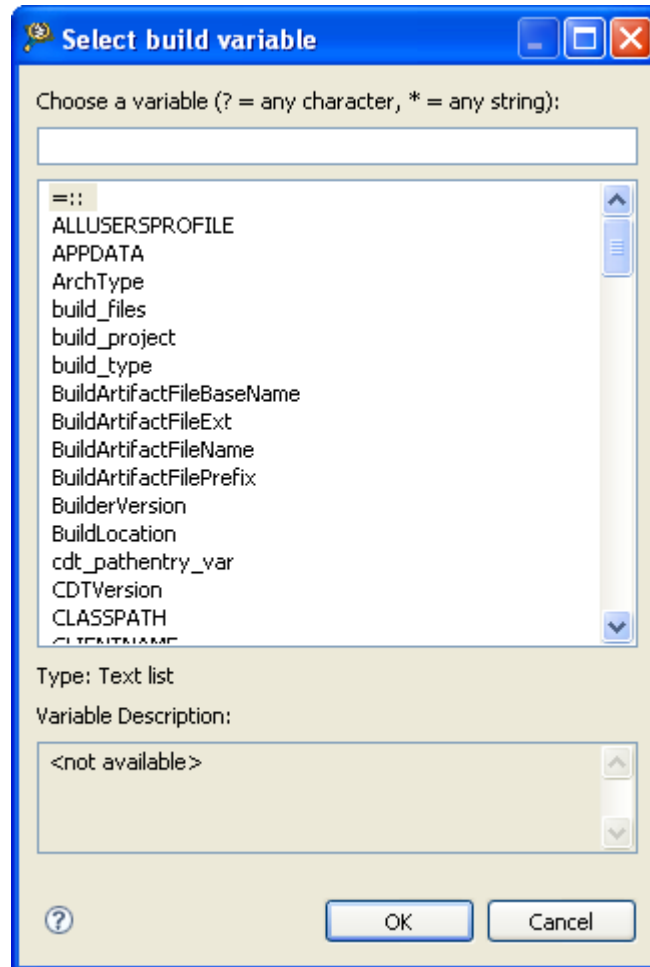 Select build variable
Choose a variable (? = any character, * = any string):
=::
ALLUSERSPROFILE
APPDATA
ArchType
build_files
build_project
build_type
BuildArtifactFileBaseName
BuildArtifactFileExt
BuildArtifactFileName
BuildArtifactFilePrefix
BuilderVersion
BuildLocation
cdt_pathentry_var
CDTVersion
CLASSPATH
CLIENTNAME
Type: Text list
Variable Description:
<not available>
OK Cancel